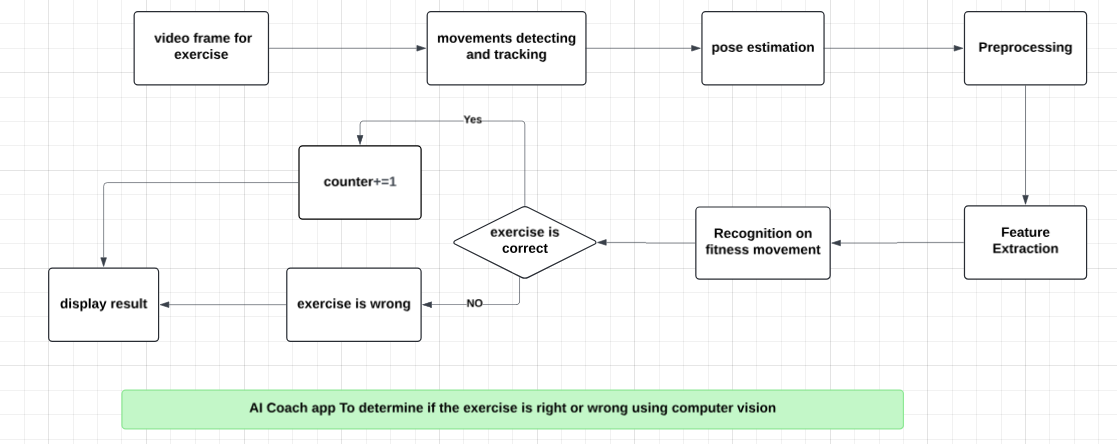 video frame for
exercise
movements detecting
and tracking
pose estimation
Preprocessing
Yes
counter+=1
exercise is
correct
Recognition on
fitness movement
Feature
Extraction
display result
exercise is wrong
NO
AI Coach app To determine if the exercise is right or wrong using computer vision